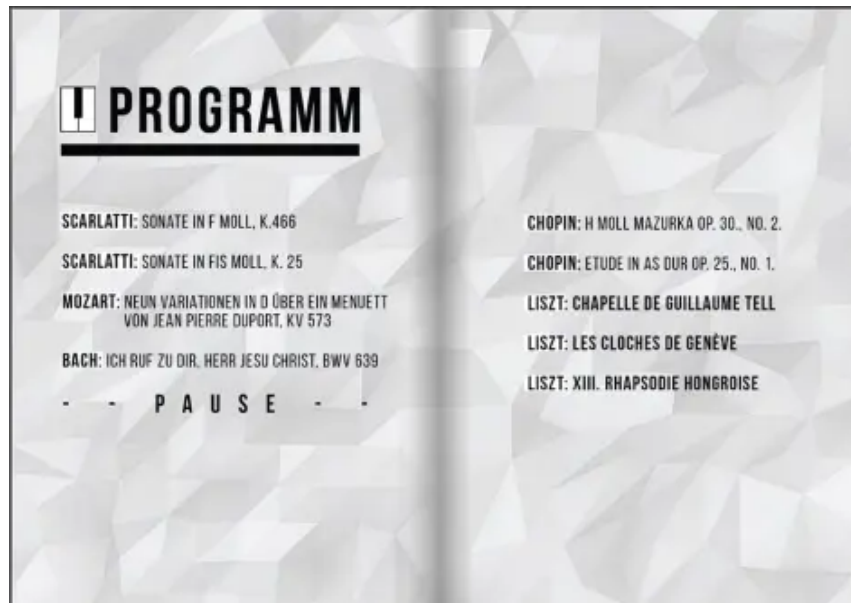 PROGRAMM
SCARLATTI: SONATE IN F MOLL, K.466
SCARLATTI: SONATE IN FIS MOLL, K. 25
MOZART: NEUN VARIATIONEN IN D ÜBER EIN MENUETT
VON JEAN PIERRE DUPORT, KV 573
BACH: ICH RUF ZU DIR, HERR JESU CHRIST, BWV 639
- - PAUSE - -
CHOPIN: H MOLL MAZURKA OP. 30., NO. 2.
CHOPIN: ETUDE IN AS DUR OP. 25., NO. 1.
LISZT: CHAPELLE DE GUILLAUME TELL
LISZT: LES CLOCHES DE GENÈVE
LISZT: XIII. RHAPSODIE HONGROISE